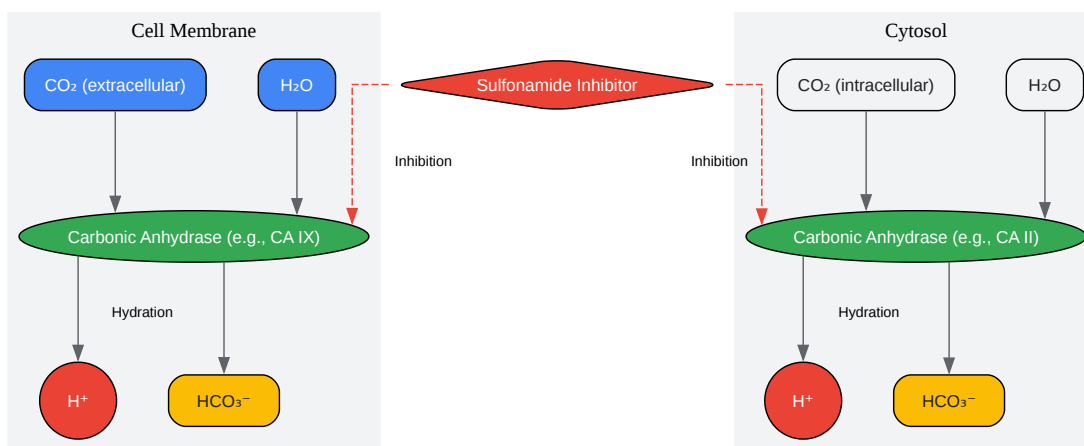 Cell Membrane
Cytosol
CO₂ (extracellular)
H₂O
Sulfonamide Inhibitor
CO₂ (intracellular)
H₂O
Inhibition
Inhibition
Carbonic Anhydrase (e.g., CA IX)
Carbonic Anhydrase (e.g., CA II)
Hydration
Hydration
H⁺
HCO₃⁻
H⁺
HCO₃⁻